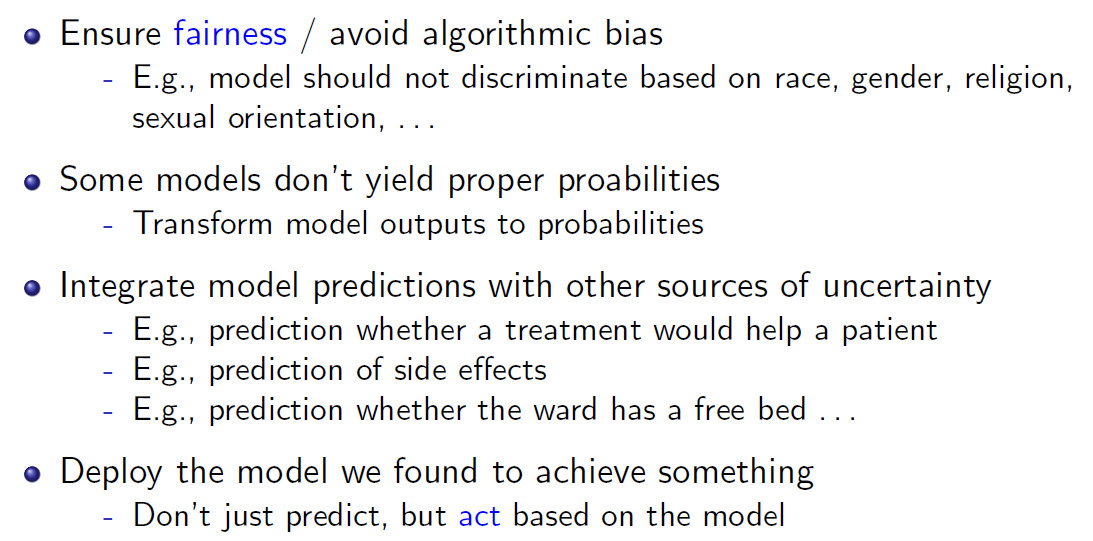 Ensure fairness / avoid algorithmic bias
- E.g., model should not discriminate based on race, gender, religion,
sexual orientation, ...
Some models don't yield proper proabilities
- Transform model outputs to probabilities
Integrate model predictions with other sources of uncertainty
- E.g., prediction whether a treatment would help a patient
- E.g., prediction of side effects
- E.g., prediction whether the ward has a free bed ...
Deploy the model we found to achieve something
- Don't just predict, but act based on the model